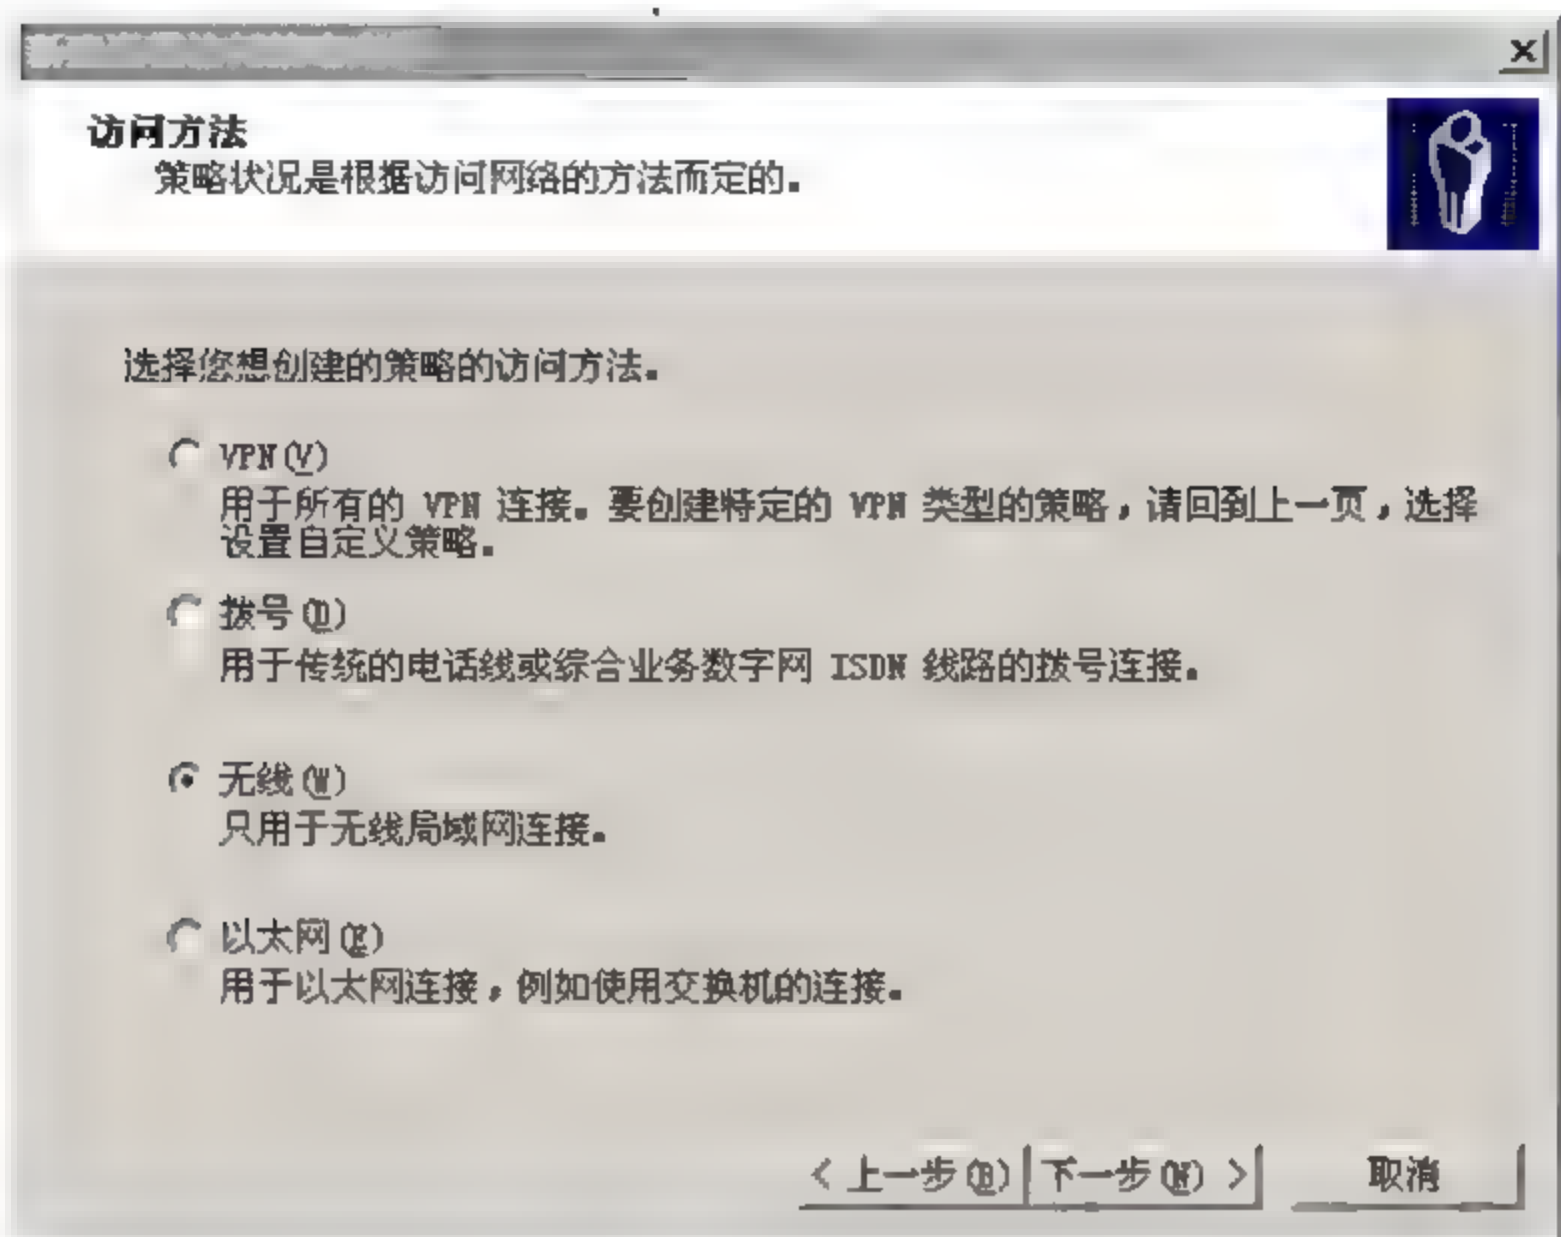 访问方法
策略状况是根据访问网络的方法而定的。
选择您想创建的策略的访问方法。
VPN(V)
用于所有的 VPN 连接。要创建特定的 VPN 类型的策略，请回到上一页，选择
设置自定义策略。
拨号(D)
用于传统的电话线或综合业务数字网 ISDN 线路的拨号连接。
无线(W)
只用于无线局域网连接。
以太网(E)
用于以太网连接，例如使用交换机的连接。
< 上一步(B) 下一步(N) > 取消